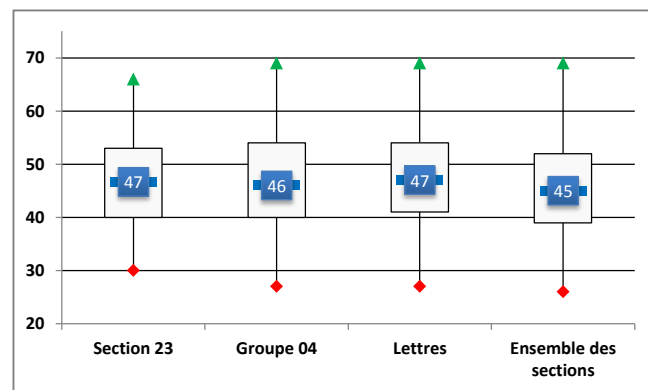 70
60
50
40
30
20
47
46
47
45
Section 23
Groupe 04
Lettres
Ensemble des
sections